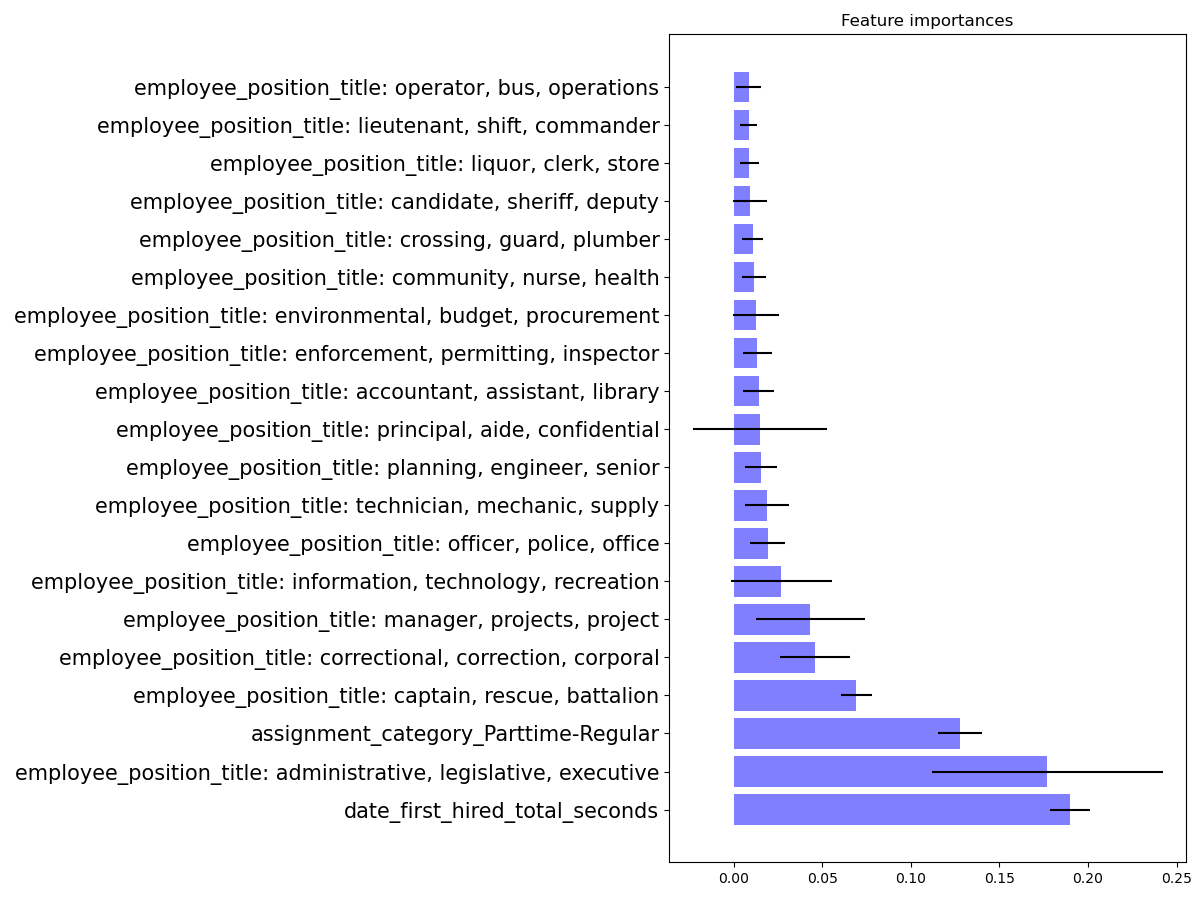 Feature importances
employee_position_title: operator, bus, operations
employee_position_title: lieutenant, shift, commander
employee_position_title: liquor, clerk, store
employee_position_title: candidate, sheriff, deputy
employee_position_title: crossing, guard, plumber
employee_position_title: community, nurse, health
employee_position_title: environmental, budget, procurement
employee_position_title: enforcement, permitting, inspector
employee_position_title: accountant, assistant, library
employee_position_title: principal, aide, confidential
employee_position_title: planning, engineer, senior
employee_position_title: technician, mechanic, supply
employee_position_title: officer, police, office
employee_position_title: information, technology, recreation
employee_position_title: manager, projects, project
employee_position_title: correctional, correction, corporal
employee_position_title: captain, rescue, battalion
assignment_category_Parttime-Regular
employee_position_title: administrative, legislative, executive
date_first_hired_total_seconds
0.00 0.05 0.10 0.15 0.20 0.25